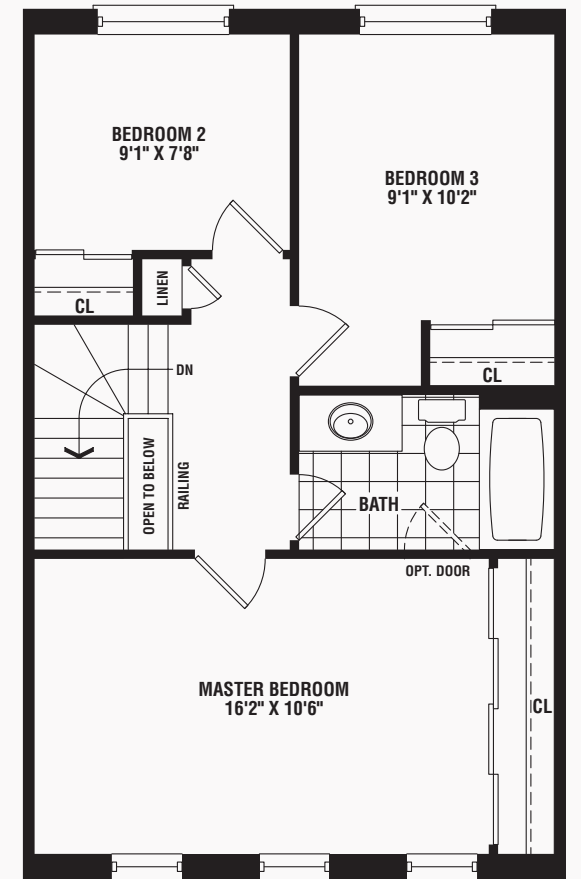 BEDROOM 2
9'1" X 7'8"
BEDROOM 3
9'1" X 10'2"
LINEN
CL
DN
CL
OPEN TO BELOW
RAILING
BATH
OPT. DOOR
MASTER BEDROOM
16'2" X 10'6"
CL